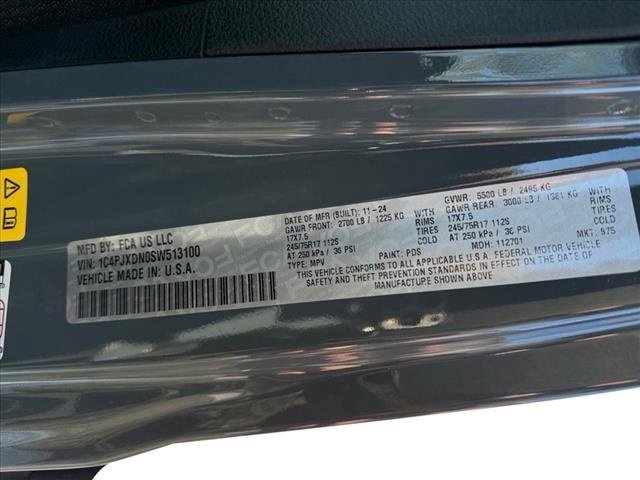 MFD BY: FCA US LLC
VIN: 1C4PJXDN0SW513100
VEHICLE MADE IN U.S.A.
DATE OF MFR (BUILT): 11-24 GVWR: 5500 LB / 2495 KG
GAWR FRONT: 2700 LB / 1225 KG WITH GAWR REAR: 3000 LB / 1361 KG WITH
17X7.5 RIMS 17X7.5 RIMS
245/75R17 112S TIRES 245/75R17 112S TIRES
AT 250 kPa / 36 PSI COLD AT 250 kPa / 36 PSI COLD
TYPE: MPV PAINT: PDS MDH: 112701 MKT: 975
THIS VEHICLE CONFORMS TO ALL APPLICABLE U.S.A. FEDERAL MOTOR VEHICLE
SAFETY AND THEFT PREVENTION STANDARDS IN EFFECT ON THE DATE OF
MANUFACTURE SHOWN ABOVE.